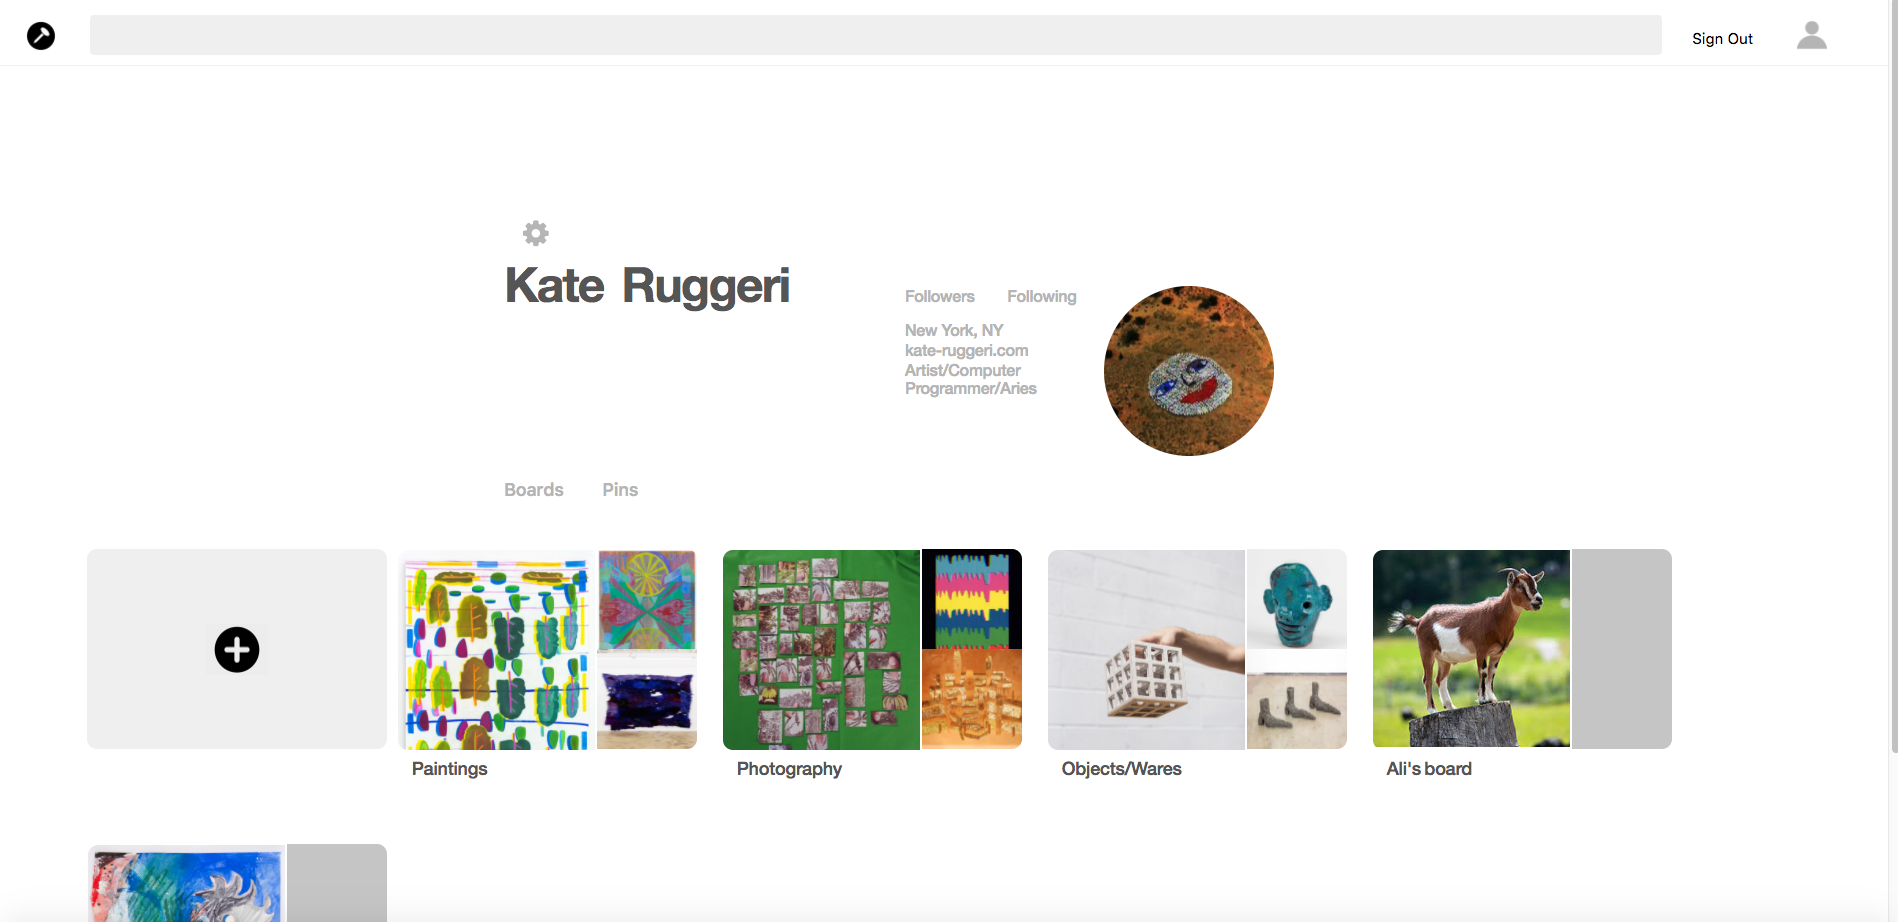 Sign Out
Kate Ruggeri
Followers Following
New York, NY
kate-ruggeri.com
Artist/Computer
Programmer/Aries
Boards Pins
Paintings
Photography
Objects/Wares
Ali's board